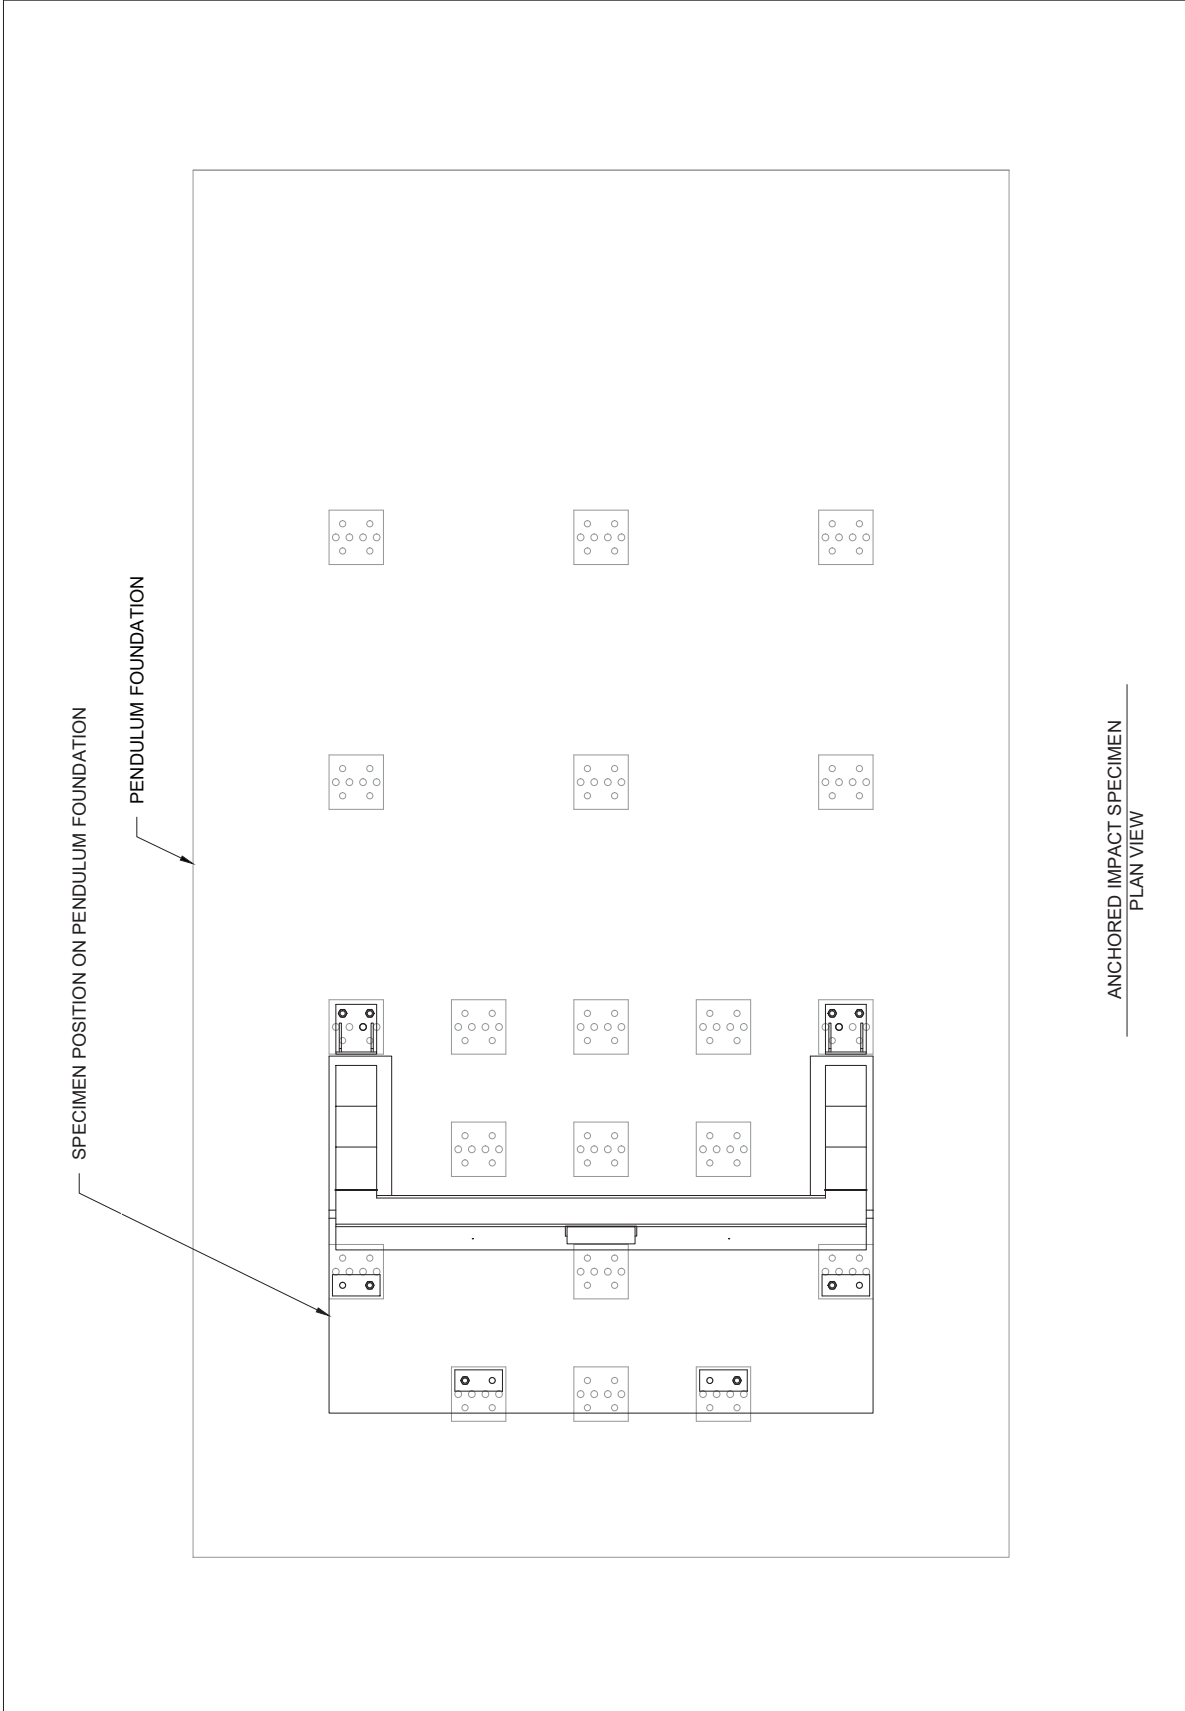 SPECIMEN POSITION ON PENDULUM FOUNDATION
PENDULUM FOUNDATION
ANCHORED IMPACT SPECIMEN
PLAN VIEW